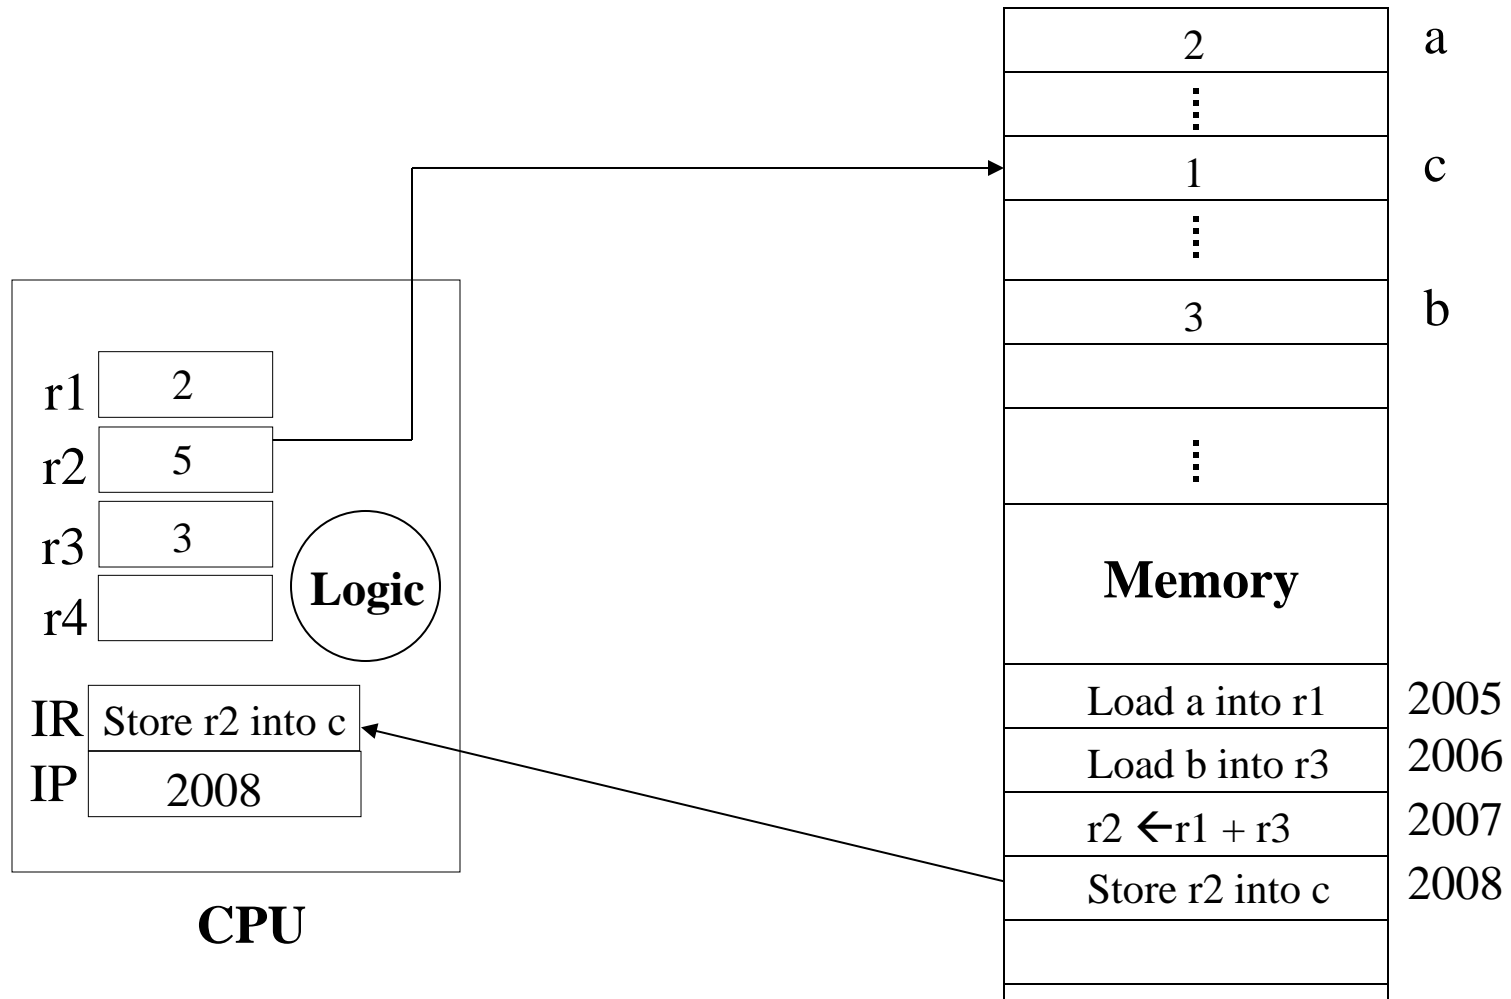 2 a
1 c
3 b
r1 2
r2 5
r3 3
r4
Logic
IR Store r2 into c
IP 2008
CPU
Memory
Load a into r1 2005
Load b into r3 2006
r2 ←r1 + r3 2007
Store r2 into c 2008